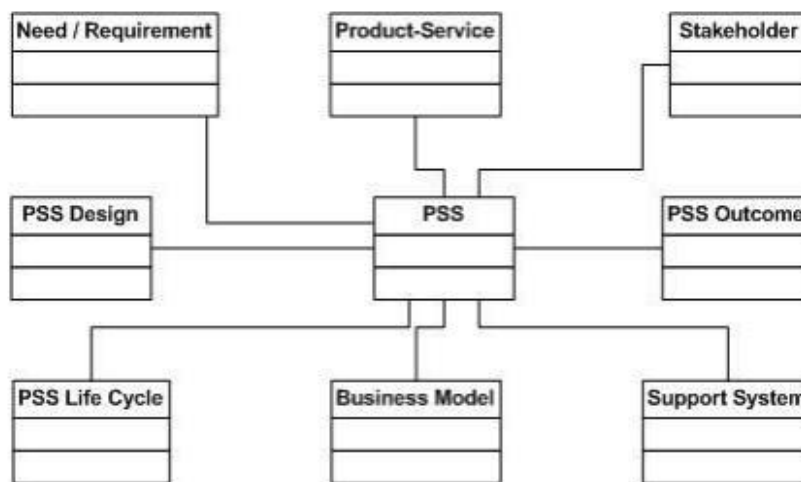 Need / Requirement
Product-Service
Stakeholder
PSS Design
PSS
PSS Outcome
PSS Life Cycle
Business Model
Support System